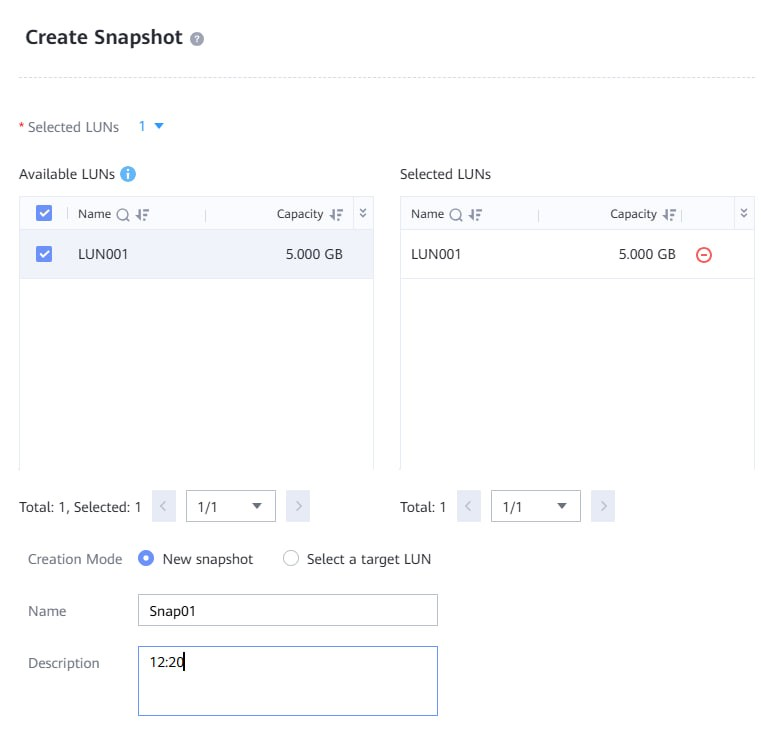 Create Snapshot ?
* Selected LUNs 1
Available LUNs i
Selected LUNs
Name Capacity
Name Capacity
LUN001 5.000 GB
LUN001 5.000 GB
Total: 1, Selected: 1 < 1/1 >
Total: 1 < 1/1 >
Creation Mode New snapshot Select a target LUN
Name Snap01
Description 12:20